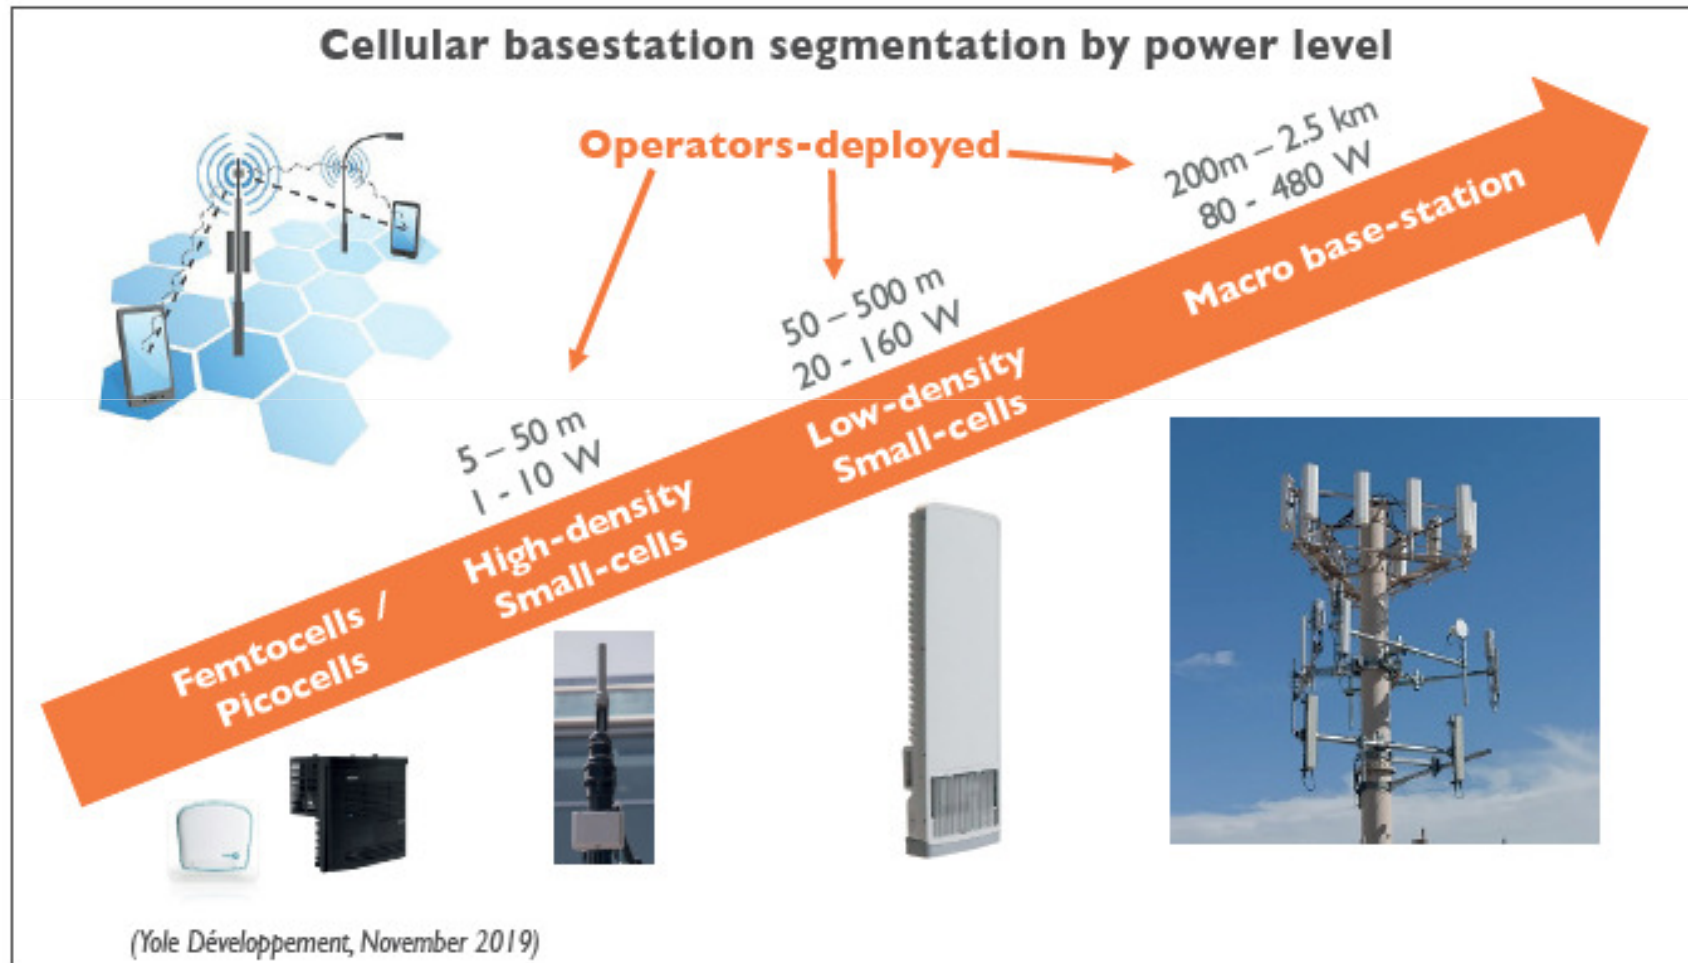 Cellular basestation segmentation by power level
Operators-deployed
200m – 2.5 km
80 - 480 W
Macro base-station
50 – 500 m
20 - 160 W
Low-density
Small-cells
5 – 50 m
1 - 10 W
High-density
Small-cells
Femtocells /
Picocells
(Yole Développement, November 2019)